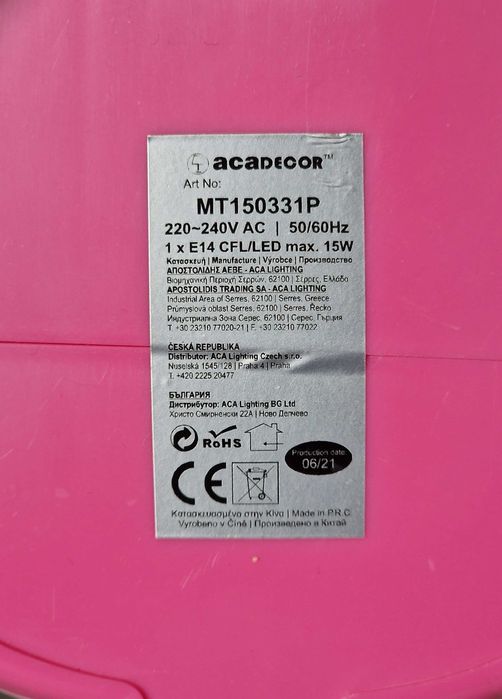 acaDECOR™
Art No:
MT150331P
220~240V AC | 50/60Hz
1 x E14 CFL/LED max. 15W
Κατασκευή | Manufacture | Výrobce | Производство
ΑΠΟΣΤΟΛΙΔΗΣ ΑΕΒΕ - ACA LIGHTING
Βιομηχανική Περιοχή Σερρών, 62100 | Σέρρες, Ελλάδα
APOSTOLIDIS TRADING SA - ACA LIGHTING
Industrial Area of Serres, 62100 | Serres, Greece
Průmyslová oblast Serres, 62100 | Serres, Řecko
Индустриална Зона Серес, 62100 | Серес, Гърция
T. +30 23210 77020-21 | F. +30 23210 77022
ČESKÁ REPUBLIKA
Distributor: ACA Lighting Czech s.r.o.
Nuselská 1545/128 | Praha 4 | Praha
T. +420 2225 20477
БЪЛГАРИЯ
Дистрибутор: ACA Lighting BG Ltd
Христо Смирненски 22А | Ново Делчево
RoHS
Production date:
06/21
CE
Κατασκευασμένο στην Κίνα | Made in P.R.C
Vyrobeno v Číně | Произведено в Китай